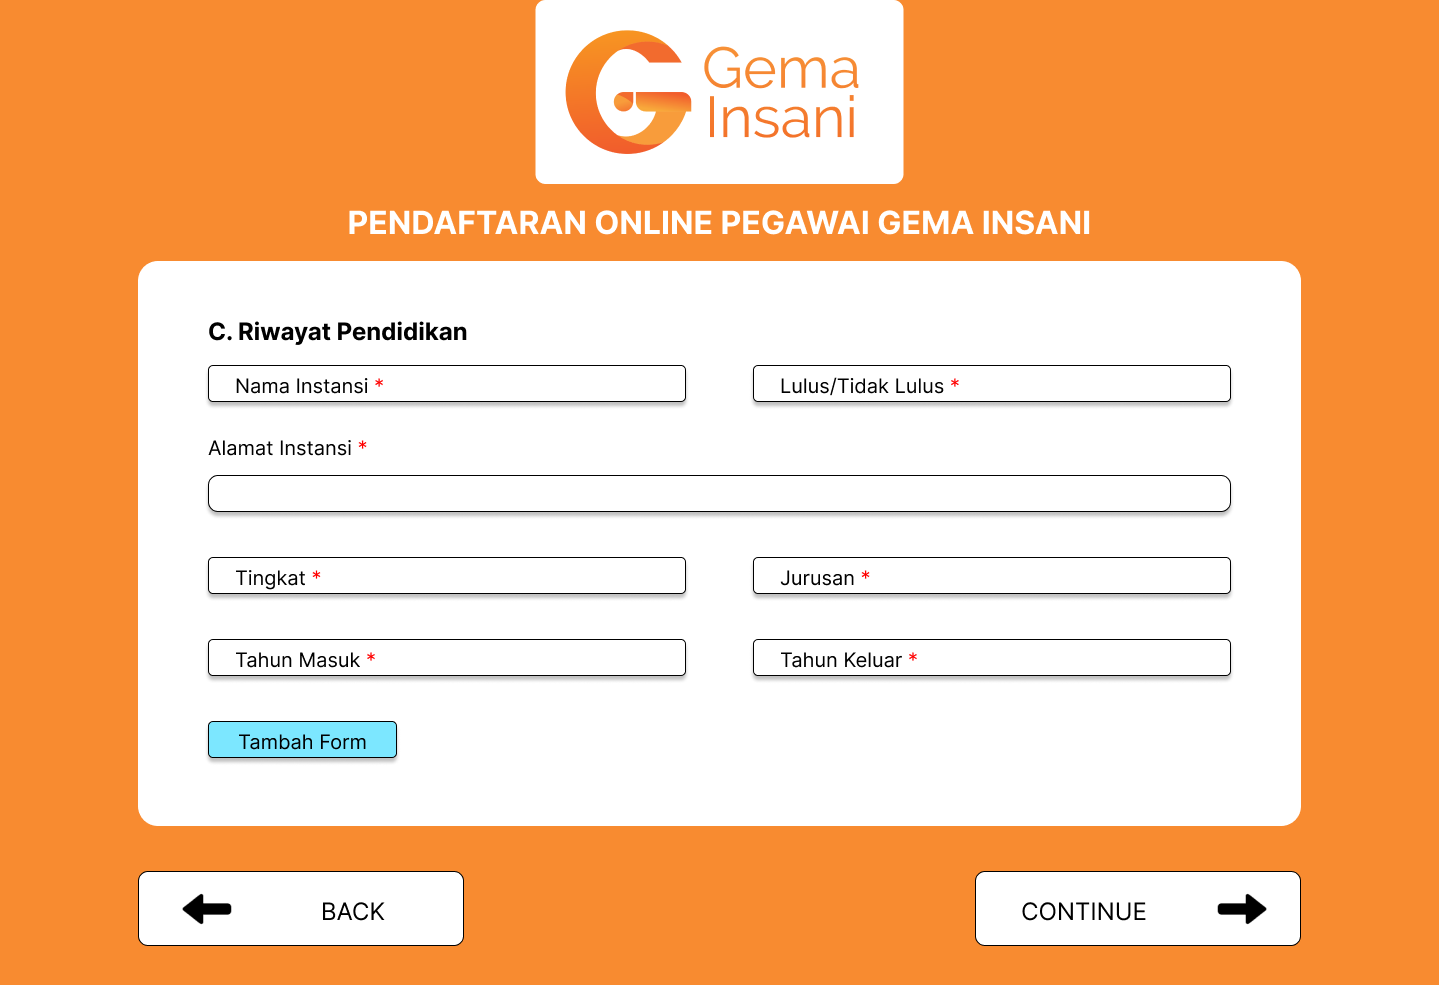 Gema
Insani
PENDAFTARAN ONLINE PEGAWAI GEMA INSANI
C. Riwayat Pendidikan
Nama Instansi *
Lulus/Tidak Lulus *
Alamat Instansi *
Tingkat *
Jurusan *
Tahun Masuk *
Tahun Keluar *
Tambah Form
BACK
CONTINUE